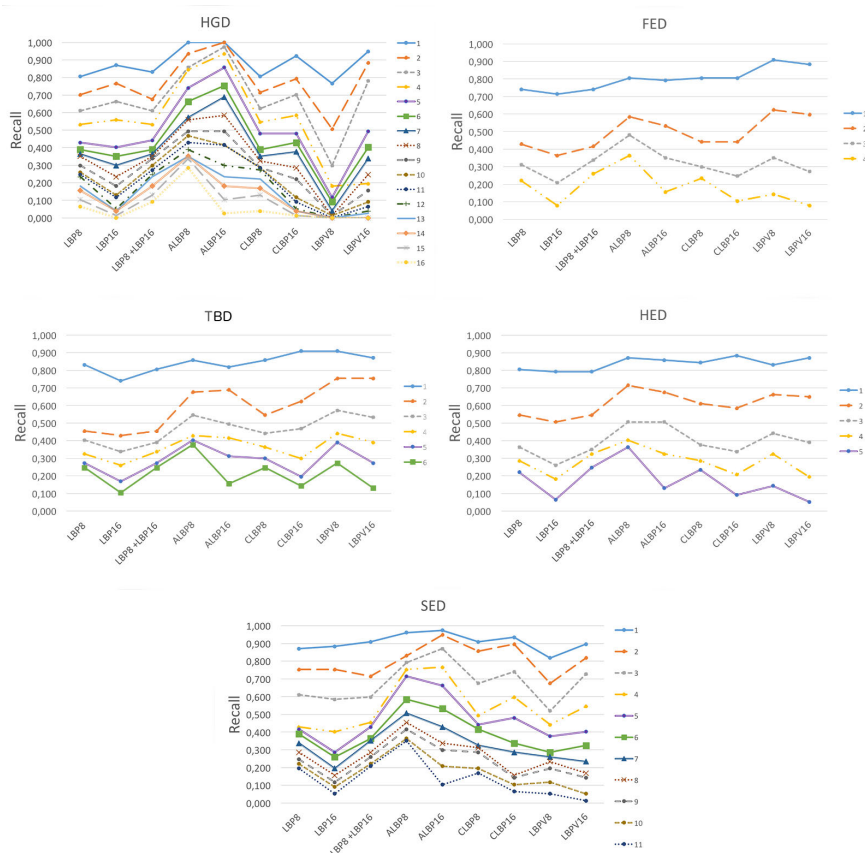 HGD
1,000
0,900
0,800
0,700
0,600
0,500
0,400
0,300
0,200
0,100
0,000
Recall
LBP8
LBP16
LBP8 +LBP16
ALBP8
ALBP16
CLBP8
CLBP16
LBPV8
LBPV16
1
2
3
4
5
6
7
8
9
10
11
12
13
14
15
16
FED
1,000
0,900
0,800
0,700
0,600
0,500
0,400
0,300
0,200
0,100
0,000
Recall
LBP8
LBP16
LBP8 +LBP16
ALBP8
ALBP16
CLBP8
CLBP16
LBPV8
LBPV16
2
3
4
TBD
1,000
0,900
0,800
0,700
0,600
0,500
0,400
0,300
0,200
0,100
0,000
Recall
LBP8
LBP16
LBP8 +LBP16
ALBP8
ALBP16
CLBP8
CLBP16
LBPV8
LBPV16
1
2
3
4
5
6
HED
1,000
0,900
0,800
0,700
0,600
0,500
0,400
0,300
0,200
0,100
0,000
Recall
LBP8
LBP16
LBP8 +LBP16
ALBP8
ALBP16
CLBP8
CLBP16
LBPV8
LBPV16
1
2
3
4
5
SED
1,000
0,900
0,800
0,700
0,600
0,500
0,400
0,300
0,200
0,100
0,000
Recall
LBP8
LBP16
LBP8 +LBP16
ALBP8
ALBP16
CLBP8
CLBP16
LBPV8
LBPV16
1
2
3
4
5
6
7
8
9
10
11